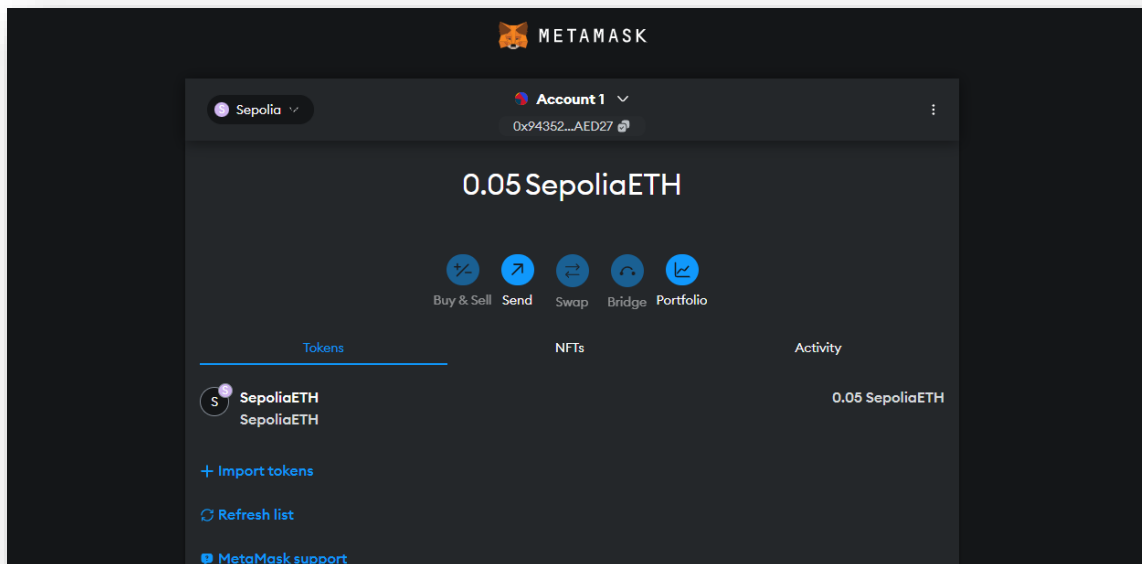 METAMASK
Sepolia
Account 1
0x94352...AED27
0.05 SepoliaETH
Buy & Sell
Send
Swap
Bridge
Portfolio
Tokens
NFTs
Activity
S
S
SepoliaETH
0.05 SepoliaETH
SepoliaETH
+ Import tokens
Refresh list
MetaMask support